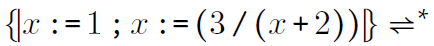 {|x := 1 ; x := (3 / (x + 2))|} ⇌*